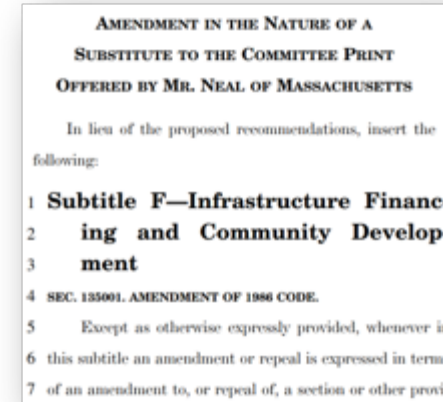 AMENDMENT IN THE NATURE OF A
SUBSTITUTE TO THE COMMITTEE PRINT
OFFERED BY MR. NEAL OF MASSACHUSETTS
In lieu of the proposed recommendations, insert the
following:
1 Subtitle F—Infrastructure Financ
2 ing and Community Develop
3 ment
4 SEC. 135001. AMENDMENT OF 1986 CODE.
5 Except as otherwise expressly provided, whenever i
6 this subtitle an amendment or repeal is expressed in term
7 of an amendment to, or repeal of, a section or other provi